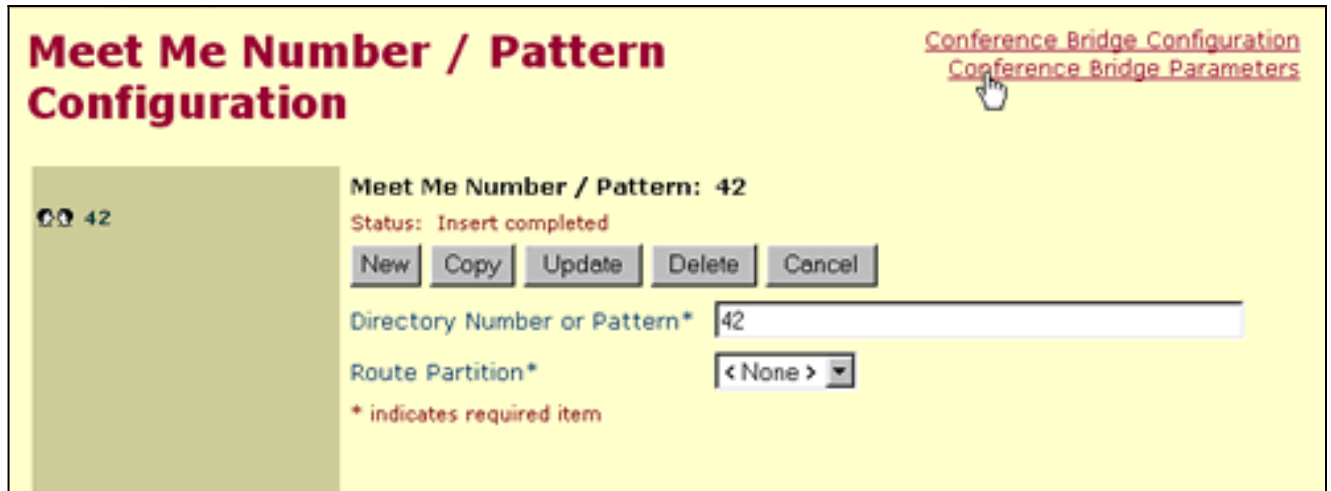 Meet Me Number / Pattern
Configuration
Conference Bridge Configuration
Conference Bridge Parameters
42
Meet Me Number / Pattern: 42
Status: Insert completed
New Copy Update Delete Cancel
Directory Number or Pattern* 42
Route Partition* < None >
* indicates required item